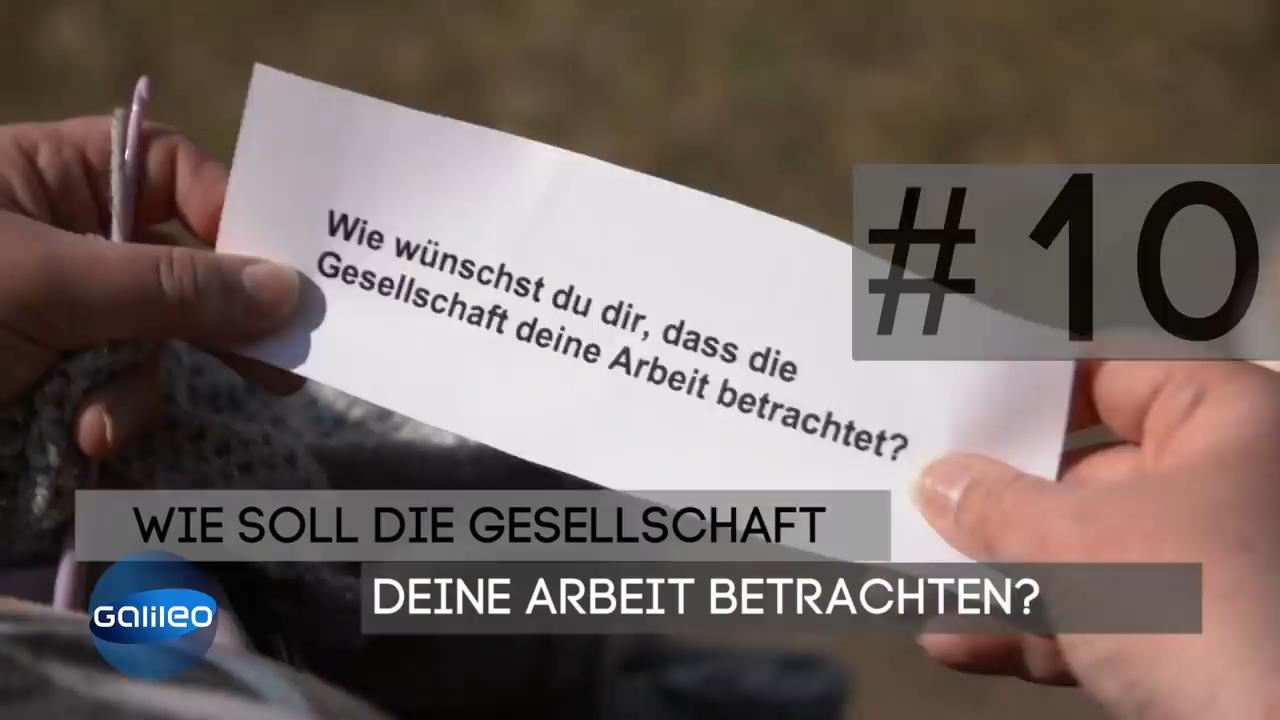 Wie wünschst du dir, dass die
Gesellschaft deine Arbeit betrachtet?
#10
WIE SOLL DIE GESELLSCHAFT
DEINE ARBEIT BETRACHTEN?
Galileo